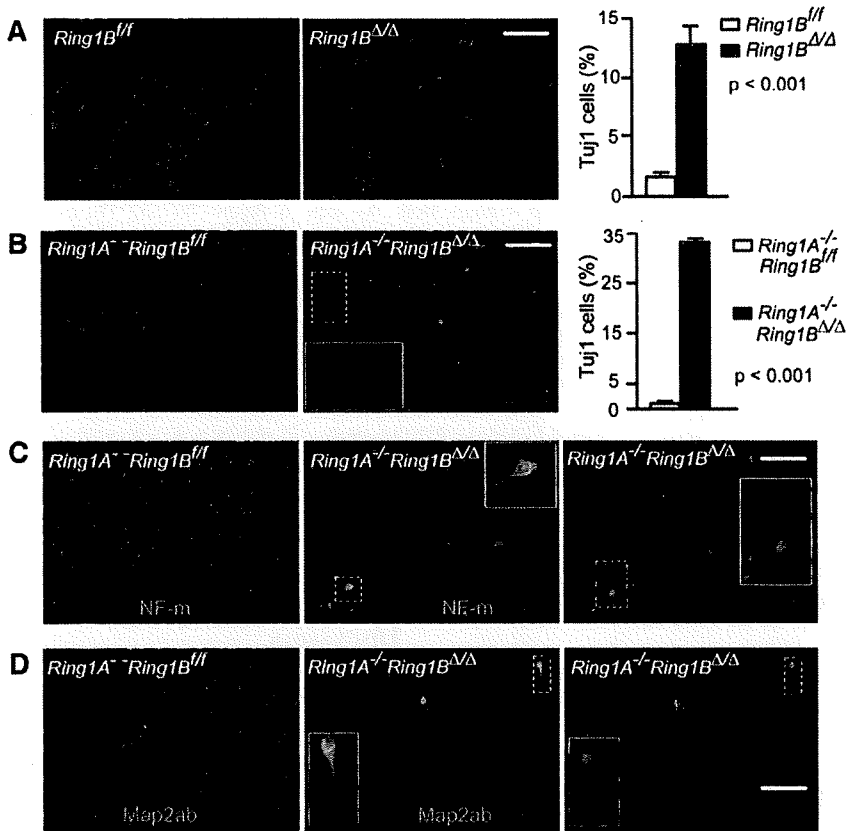 A
Ring1B^f/f
Ring1B^Δ/Δ
15
10
5
0
Tuj1 cells (%)
Ring1B^f/f
Ring1B^Δ/Δ
p < 0.001
B
Ring1A^- -Ring1B^f/f
Ring1A^-/-Ring1B^Δ/Δ
35
25
15
5
0
Tuj1 cells (%)
Ring1A^-/-
Ring1B^f/f
Ring1A^-/-
Ring1B^Δ/Δ
p < 0.001
C
Ring1A^- -Ring1B^f/f
Ring1A^-/-Ring1B^Δ/Δ
Ring1A^-/-Ring1B^Δ/Δ
NF-m
NF-m
D
Ring1A^- -Ring1B^f/f
Ring1A^-/-Ring1B^Δ/Δ
Ring1A^-/-Ring1B^Δ/Δ
Map2ab
Map2ab